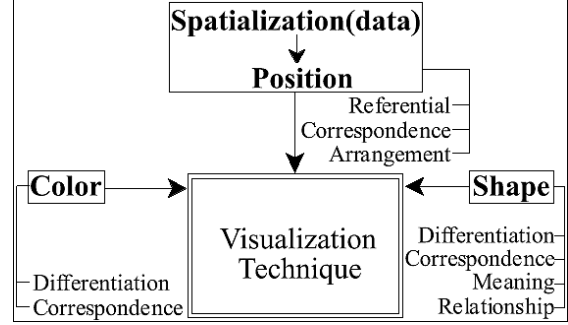 Spatialization(data)
Position
Referential
Correspondence
Arrangement
Color
Shape
Visualization
Technique
Differentiation
Correspondence
Differentiation
Correspondence
Meaning
Relationship